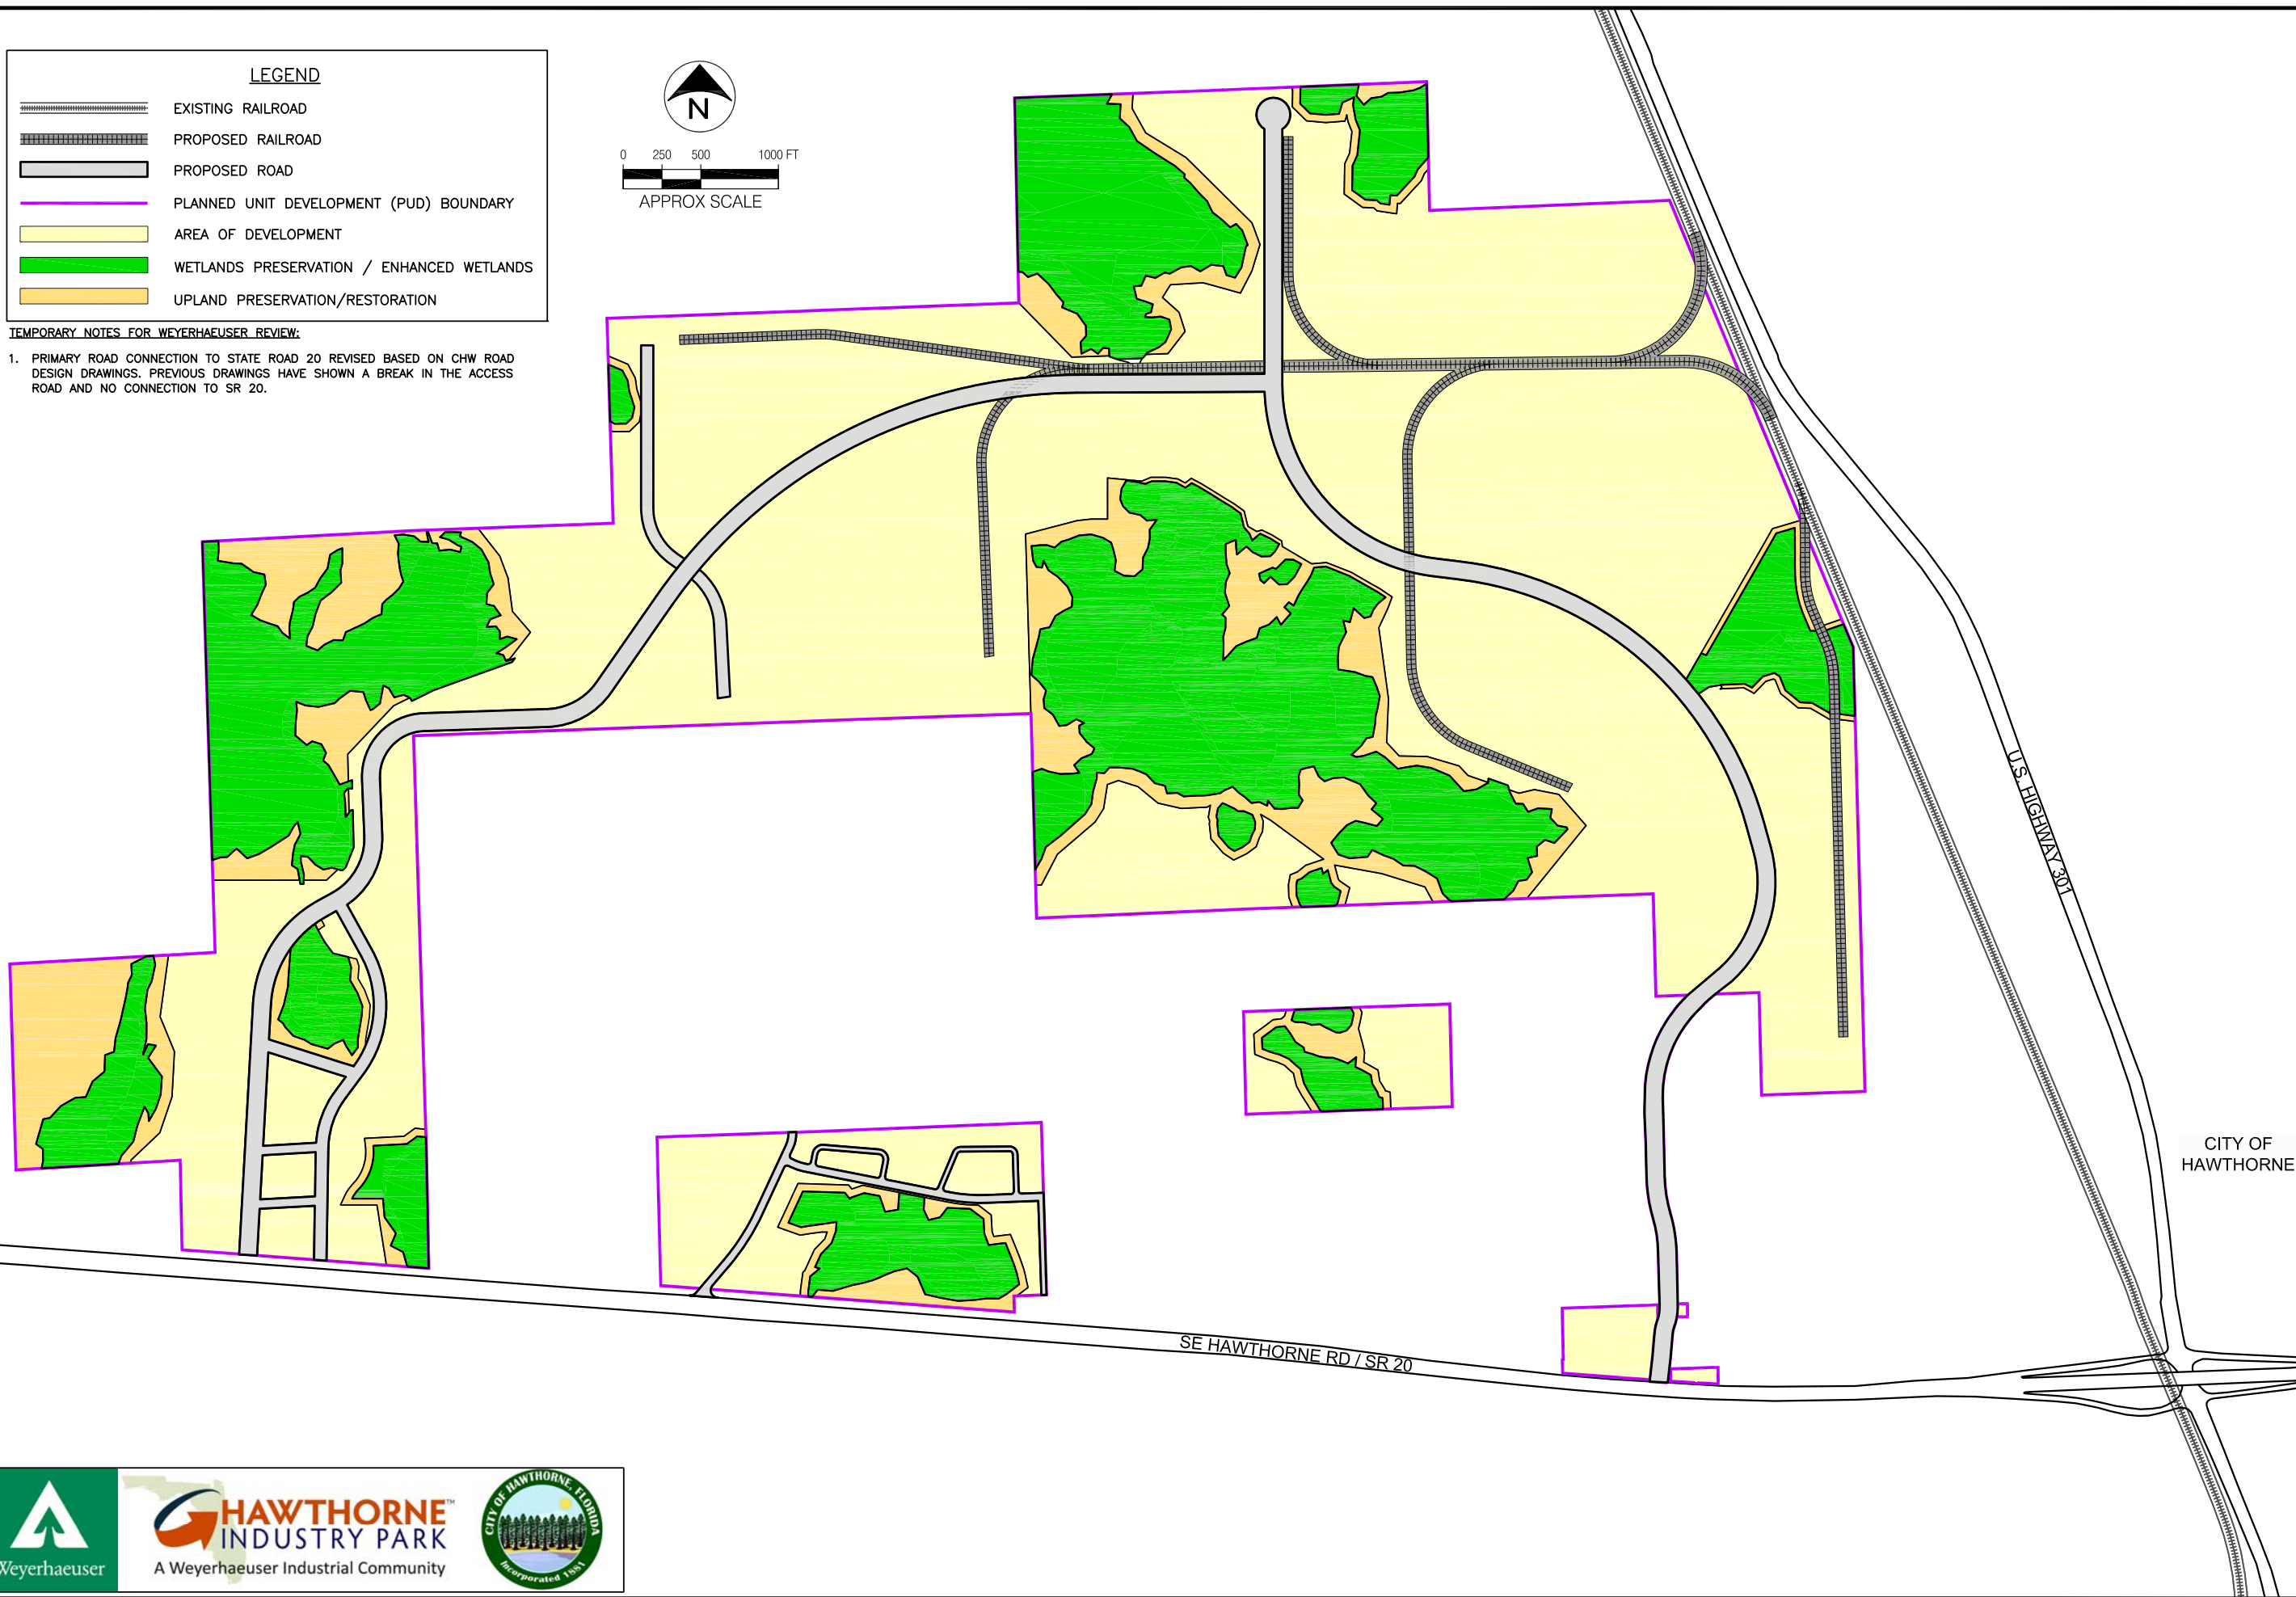 LEGEND
EXISTING RAILROAD
PROPOSED RAILROAD
PROPOSED ROAD
PLANNED UNIT DEVELOPMENT (PUD) BOUNDARY
AREA OF DEVELOPMENT
WETLANDS PRESERVATION / ENHANCED WETLANDS
UPLAND PRESERVATION/RESTORATION
TEMPORARY NOTES FOR WEYERHAEUSER REVIEW:
1. PRIMARY ROAD CONNECTION TO STATE ROAD 20 REVISED BASED ON CHW ROAD
DESIGN DRAWINGS. PREVIOUS DRAWINGS HAVE SHOWN A BREAK IN THE ACCESS
ROAD AND NO CONNECTION TO SR 20.
N
0 250 500 1000 FT
APPROX SCALE
U.S. HIGHWAY 301
CITY OF
HAWTHORNE
SE HAWTHORNE RD / SR 20
Weyerhaeuser
HAWTHORNE™
INDUSTRY PARK
A Weyerhaeuser Industrial Community
CITY OF HAWTHORNE, FLORIDA
Incorporated 1881